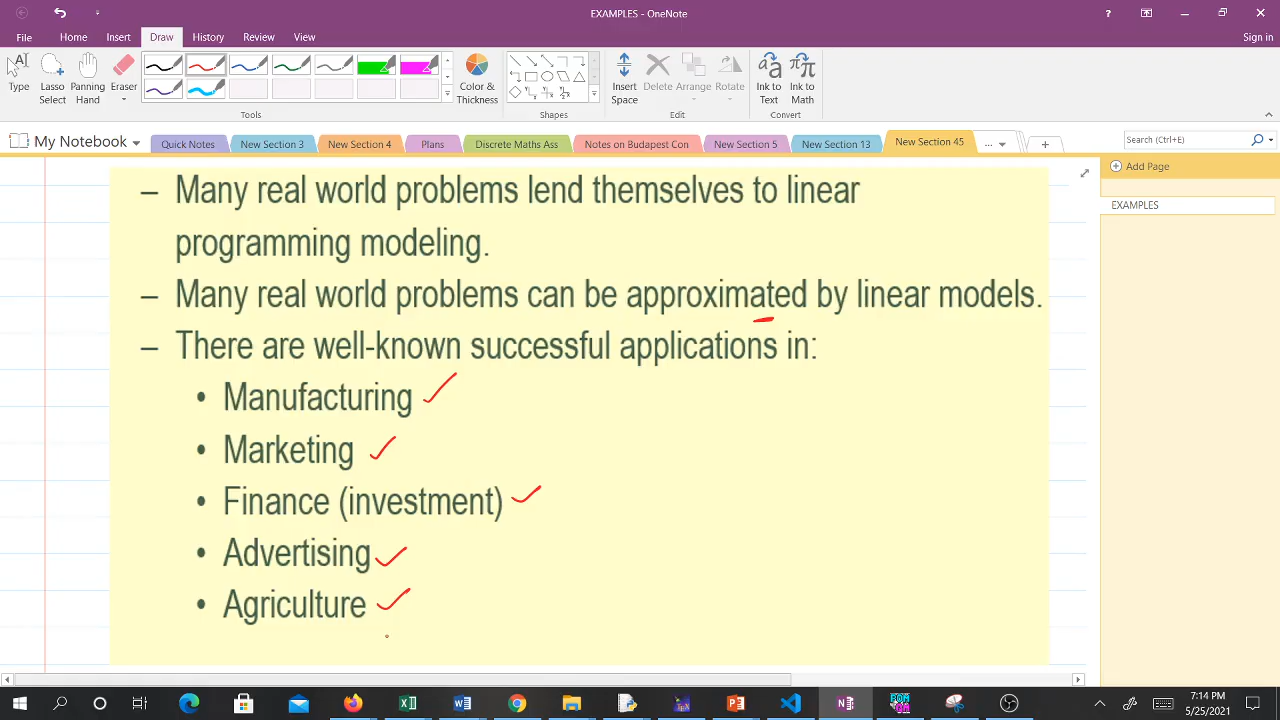 EXAMPLES - OneNote
File Home Insert Draw History Review View Sign in
Type Lasso Select Panning Hand Eraser Color & Thickness Insert Space Delete Arrange Rotate Ink to Text Ink to Math
Tools Shapes Edit Convert
My Notebook Quick Notes New Section 3 New Section 4 Plans Discrete Maths Ass Notes on Budapest Con New Section 5 New Section 13 New Section 45 ... Search (Ctrl+E)
Add Page
EXAMPLES
– Many real world problems lend themselves to linear
programming modeling.
– Many real world problems can be approximated by linear models.
– There are well-known successful applications in:
• Manufacturing
• Marketing
• Finance (investment)
• Advertising
• Agriculture
7:14 PM
5/25/2021